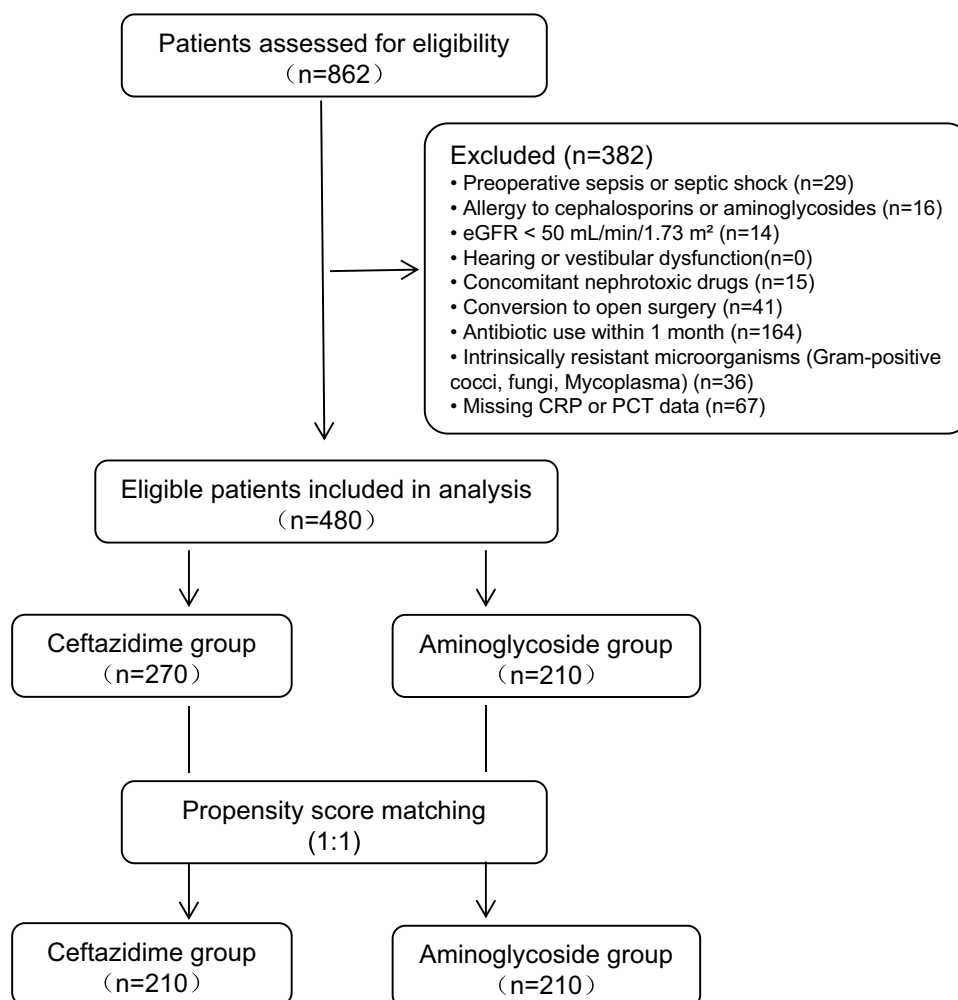 Patients assessed for eligibility
（n=862）
Excluded (n=382)
• Preoperative sepsis or septic shock (n=29)
• Allergy to cephalosporins or aminoglycosides (n=16)
• eGFR < 50 mL/min/1.73 m² (n=14)
• Hearing or vestibular dysfunction(n=0)
• Concomitant nephrotoxic drugs (n=15)
• Conversion to open surgery (n=41)
• Antibiotic use within 1 month (n=164)
• Intrinsically resistant microorganisms (Gram-positive
cocci, fungi, Mycoplasma) (n=36)
• Missing CRP or PCT data (n=67)
Eligible patients included in analysis
（n=480）
Ceftazidime group
（n=270）
Aminoglycoside group
（n=210）
Propensity score matching
(1:1)
Ceftazidime group
（n=210）
Aminoglycoside group
（n=210）